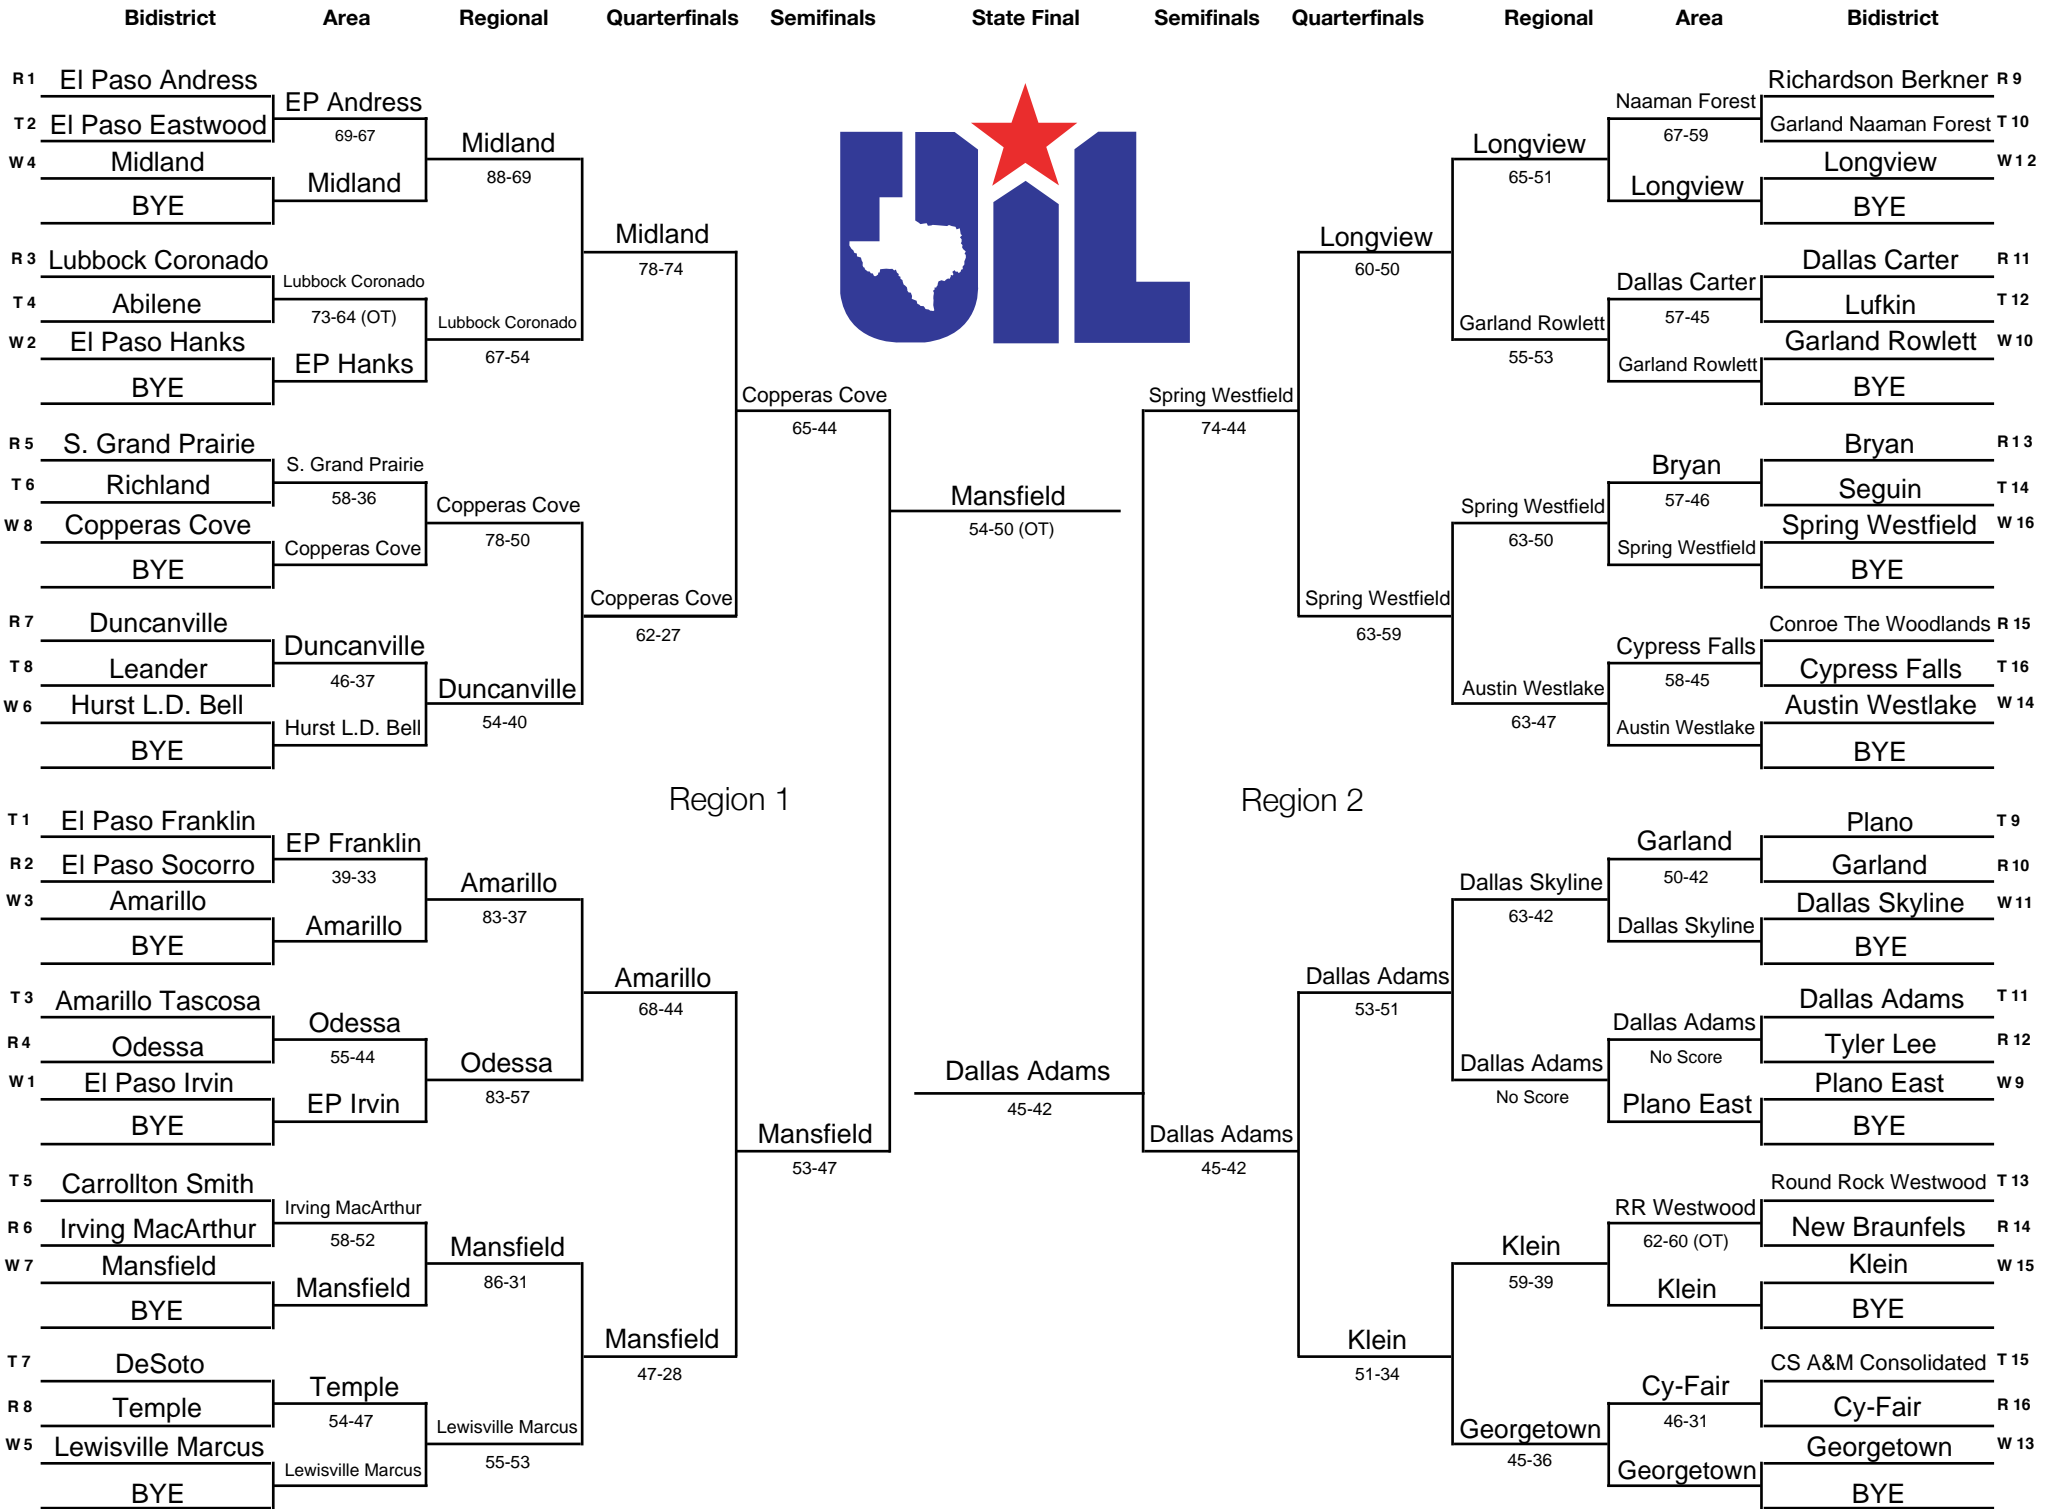 Bidistrict Area Regional Quarterfinals Semifinals State Final Semifinals Quarterfinals Regional Area Bidistrict
R 1 El Paso Andress
EP Andress
T 2 El Paso Eastwood
69-67
Midland
W 4 Midland
88-69
Midland
BYE
Midland
78-74
R 3 Lubbock Coronado
Lubbock Coronado
T 4 Abilene
73-64 (OT)
Lubbock Coronado
W 2 El Paso Hanks
67-54
EP Hanks
BYE
Copperas Cove
65-44
R 5 S. Grand Prairie
S. Grand Prairie
T 6 Richland
58-36
Copperas Cove
W 8 Copperas Cove
78-50
Copperas Cove
BYE
Copperas Cove
62-27
R 7 Duncanville
Duncanville
T 8 Leander
46-37
Duncanville
W 6 Hurst L.D. Bell
54-40
Hurst L.D. Bell
BYE
Region 1
T 1 El Paso Franklin
EP Franklin
R 2 El Paso Socorro
39-33
Amarillo
W 3 Amarillo
83-37
Amarillo
BYE
Amarillo
68-44
T 3 Amarillo Tascosa
Odessa
R 4 Odessa
55-44
Odessa
W 1 El Paso Irvin
83-57
EP Irvin
BYE
Mansfield
53-47
T 5 Carrollton Smith
Irving MacArthur
R 6 Irving MacArthur
58-52
Mansfield
W 7 Mansfield
86-31
Mansfield
BYE
Mansfield
47-28
T 7 DeSoto
Temple
R 8 Temple
54-47
Lewisville Marcus
W 5 Lewisville Marcus
55-53
Lewisville Marcus
BYE
UIL
Mansfield
54-50 (OT)
Dallas Adams
45-42
Richardson Berkner R 9
Naaman Forest
Garland Naaman Forest T 10
67-59
Longview
Longview W 1 2
65-51
Longview
BYE
Longview
60-50
Dallas Carter R 11
Dallas Carter
Lufkin T 12
57-45
Garland Rowlett
Garland Rowlett W 10
55-53
Garland Rowlett
BYE
Spring Westfield
74-44
Bryan R 1 3
Bryan
Seguin T 14
57-46
Spring Westfield
Spring Westfield W 16
63-50
Spring Westfield
BYE
Spring Westfield
63-59
Conroe The Woodlands R 15
Cypress Falls
Cypress Falls T 16
58-45
Austin Westlake
Austin Westlake W 14
63-47
Austin Westlake
BYE
Region 2
Plano T 9
Garland
Garland R 10
50-42
Dallas Skyline
Dallas Skyline W 11
63-42
Dallas Skyline
BYE
Dallas Adams
53-51
Dallas Adams T 11
Dallas Adams
Tyler Lee R 12
No Score
Dallas Adams
Plano East W 9
No Score
Plano East
BYE
Dallas Adams
45-42
Round Rock Westwood T 13
RR Westwood
New Braunfels R 14
62-60 (OT)
Klein
Klein W 15
59-39
Klein
BYE
Klein
51-34
CS A&M Consolidated T 15
Cy-Fair
Cy-Fair R 16
46-31
Georgetown
Georgetown W 13
45-36
Georgetown
BYE